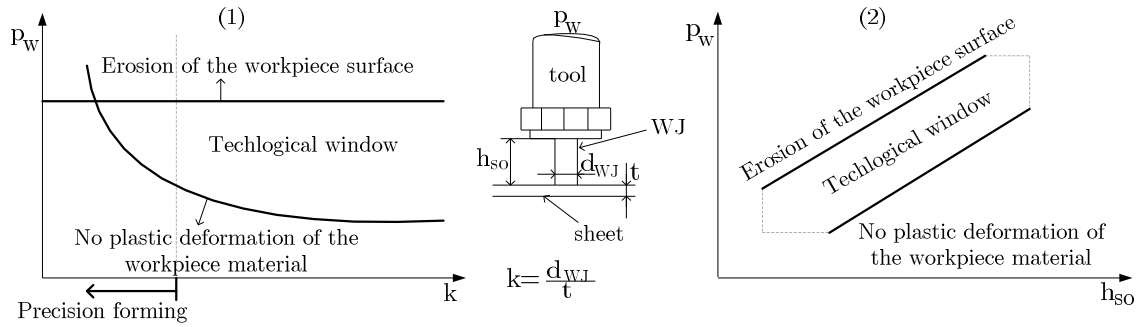 (1)
p_w
Erosion of the workpiece surface
Techlogical window
No plastic deformation of the
workpiece material
k
Precision forming
p_w
tool
WJ
h_so
d_WJ
t
sheet
k= d_WJ / t
(2)
p_w
Erosion of the workpiece surface
Techlogical window
No plastic deformation of
the workpiece material
h_so